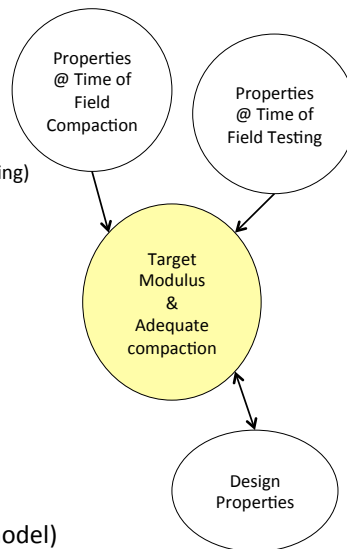 Properties
@ Time of
Field
Compaction
Properties
@ Time of
Field Testing
ing)
Target
Modulus
&
Adequate
compaction
Design
Properties
odel)